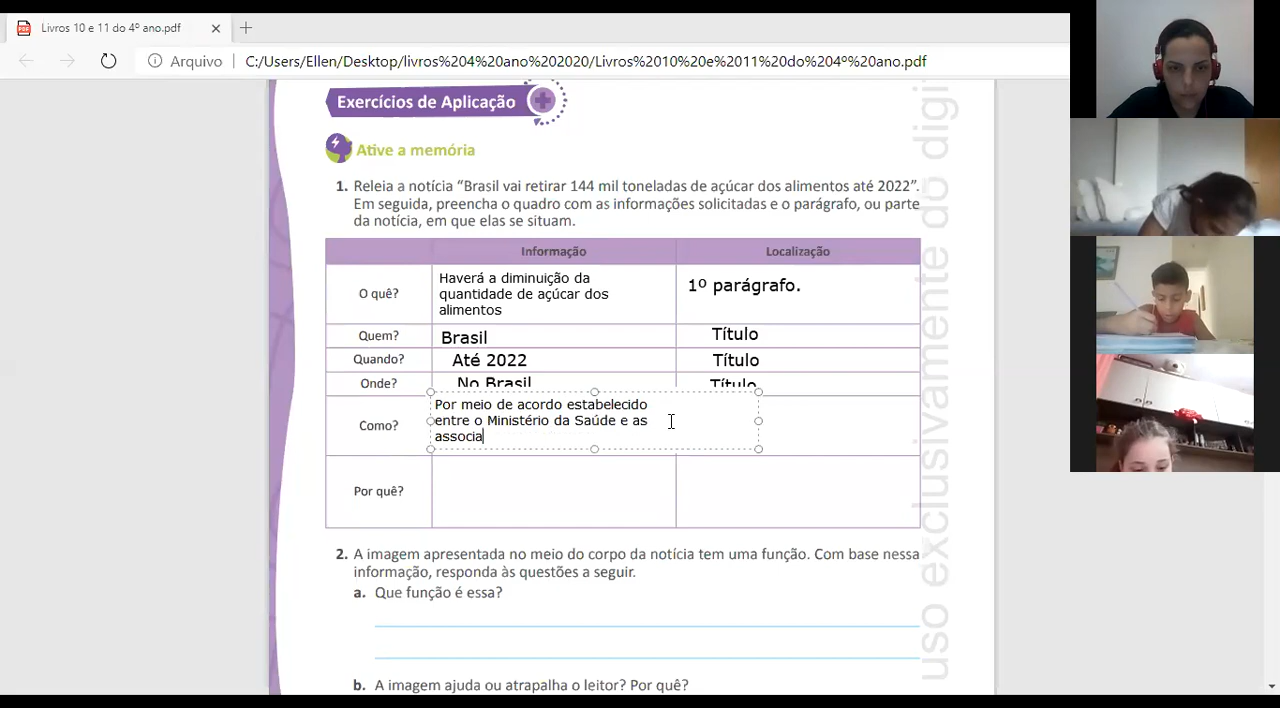 Livros 10 e 11 do 4º ano.pdf
Arquivo
C:/Users/Ellen/Desktop/livros%204%20ano%202020/Livros%2010%20e%2011%20do%204º%20ano.pdf
Exercícios de Aplicação
Ative a memória
1. Releia a notícia “Brasil vai retirar 144 mil toneladas de açúcar dos alimentos até 2022”.
Em seguida, preencha o quadro com as informações solicitadas e o parágrafo, ou parte
da notícia, em que elas se situam.
Informação Localização
O quê?
Haverá a diminuição da
quantidade de açúcar dos
alimentos
1º parágrafo.
Quem? Brasil Título
Quando? Até 2022 Título
Onde? No Brasil Título
Como?
Por meio de acordo estabelecido
entre o Ministério da Saúde e as
associa
Por quê?
2. A imagem apresentada no meio do corpo da notícia tem uma função. Com base nessa
informação, responda às questões a seguir.
a. Que função é essa?
b. A imagem ajuda ou atrapalha o leitor? Por quê?
uso exclusivamente do digi